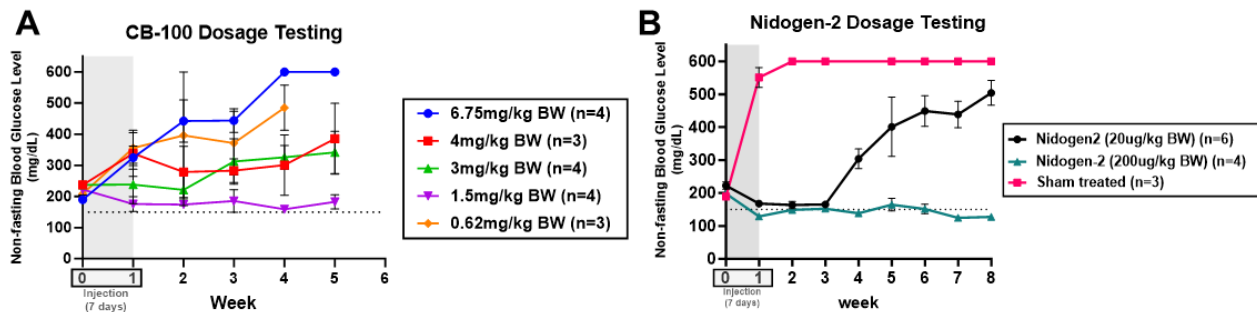 A
CB-100 Dosage Testing
Non-fasting Blood Glucose Level
(mg/dL)
600
500
400
300
200
100
0
0
1
2
3
4
5
6
Injection
(7 days)
Week
6.75mg/kg BW (n=4)
4mg/kg BW (n=3)
3mg/kg BW (n=4)
1.5mg/kg BW (n=4)
0.62mg/kg BW (n=3)
B
Nidogen-2 Dosage Testing
Non-fasting Blood Glucose Level
(mg/dL)
600
500
400
300
200
100
0
0
1
2
3
4
5
6
7
8
Injection
(7 days)
week
Nidogen2 (20ug/kg BW) (n=6)
Nidogen-2 (200ug/kg BW) (n=4)
Sham treated (n=3)